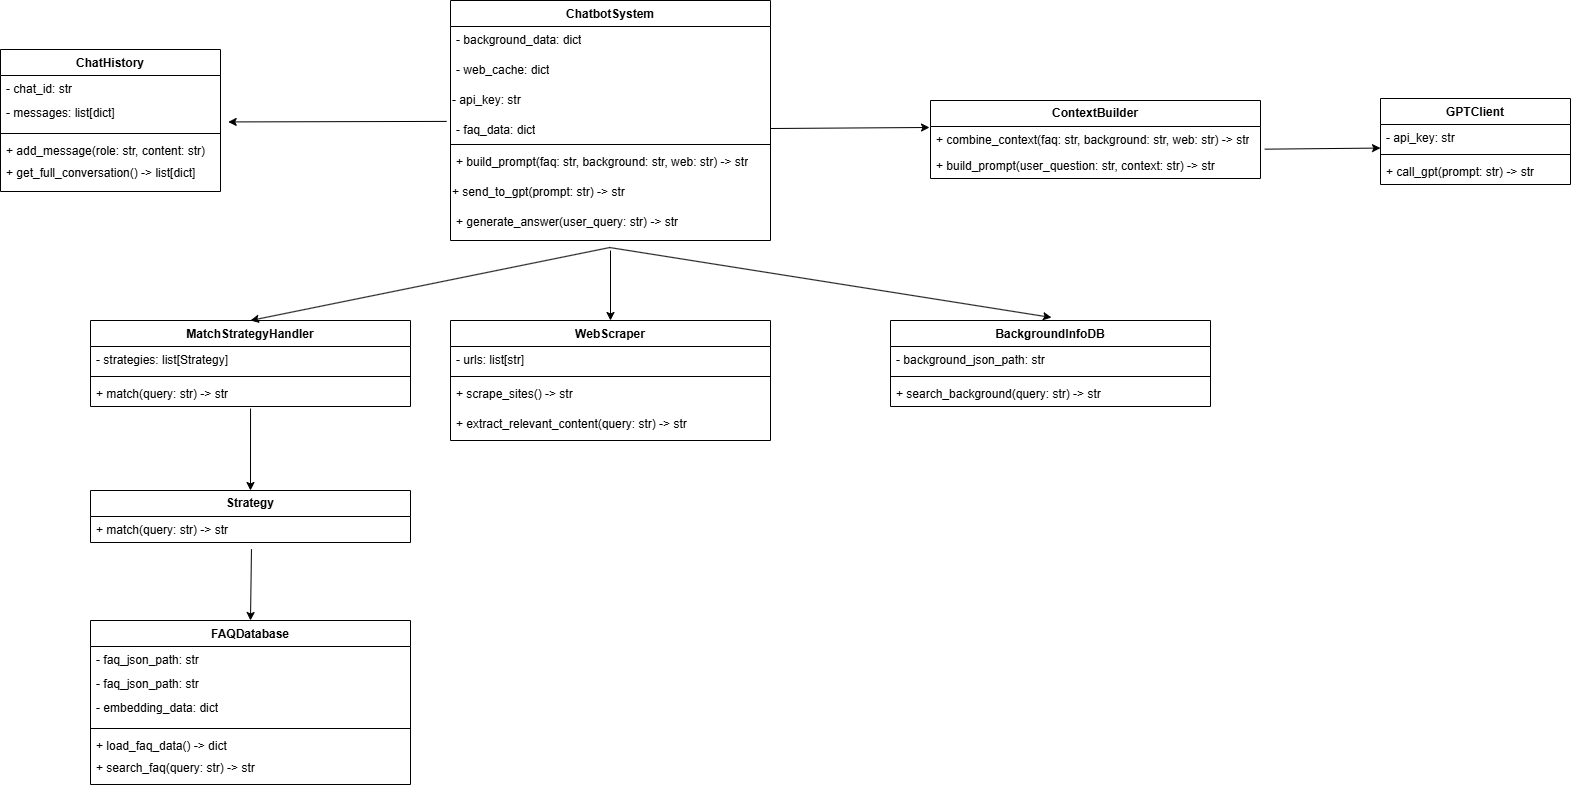 ChatbotSystem
- background_data: dict
- web_cache: dict
- api_key: str
- faq_data: dict
+ build_prompt(faq: str, background: str, web: str) -> str
+ send_to_gpt(prompt: str) -> str
+ generate_answer(user_query: str) -> str
ChatHistory
- chat_id: str
- messages: list[dict]
+ add_message(role: str, content: str)
+ get_full_conversation() -> list[dict]
ContextBuilder
+ combine_context(faq: str, background: str, web: str) -> str
+ build_prompt(user_question: str, context: str) -> str
GPTClient
- api_key: str
+ call_gpt(prompt: str) -> str
MatchStrategyHandler
- strategies: list[Strategy]
+ match(query: str) -> str
WebScraper
- urls: list[str]
+ scrape_sites() -> str
+ extract_relevant_content(query: str) -> str
BackgroundInfoDB
- background_json_path: str
+ search_background(query: str) -> str
Strategy
+ match(query: str) -> str
FAQDatabase
- faq_json_path: str
- faq_json_path: str
- embedding_data: dict
+ load_faq_data() -> dict
+ search_faq(query: str) -> str